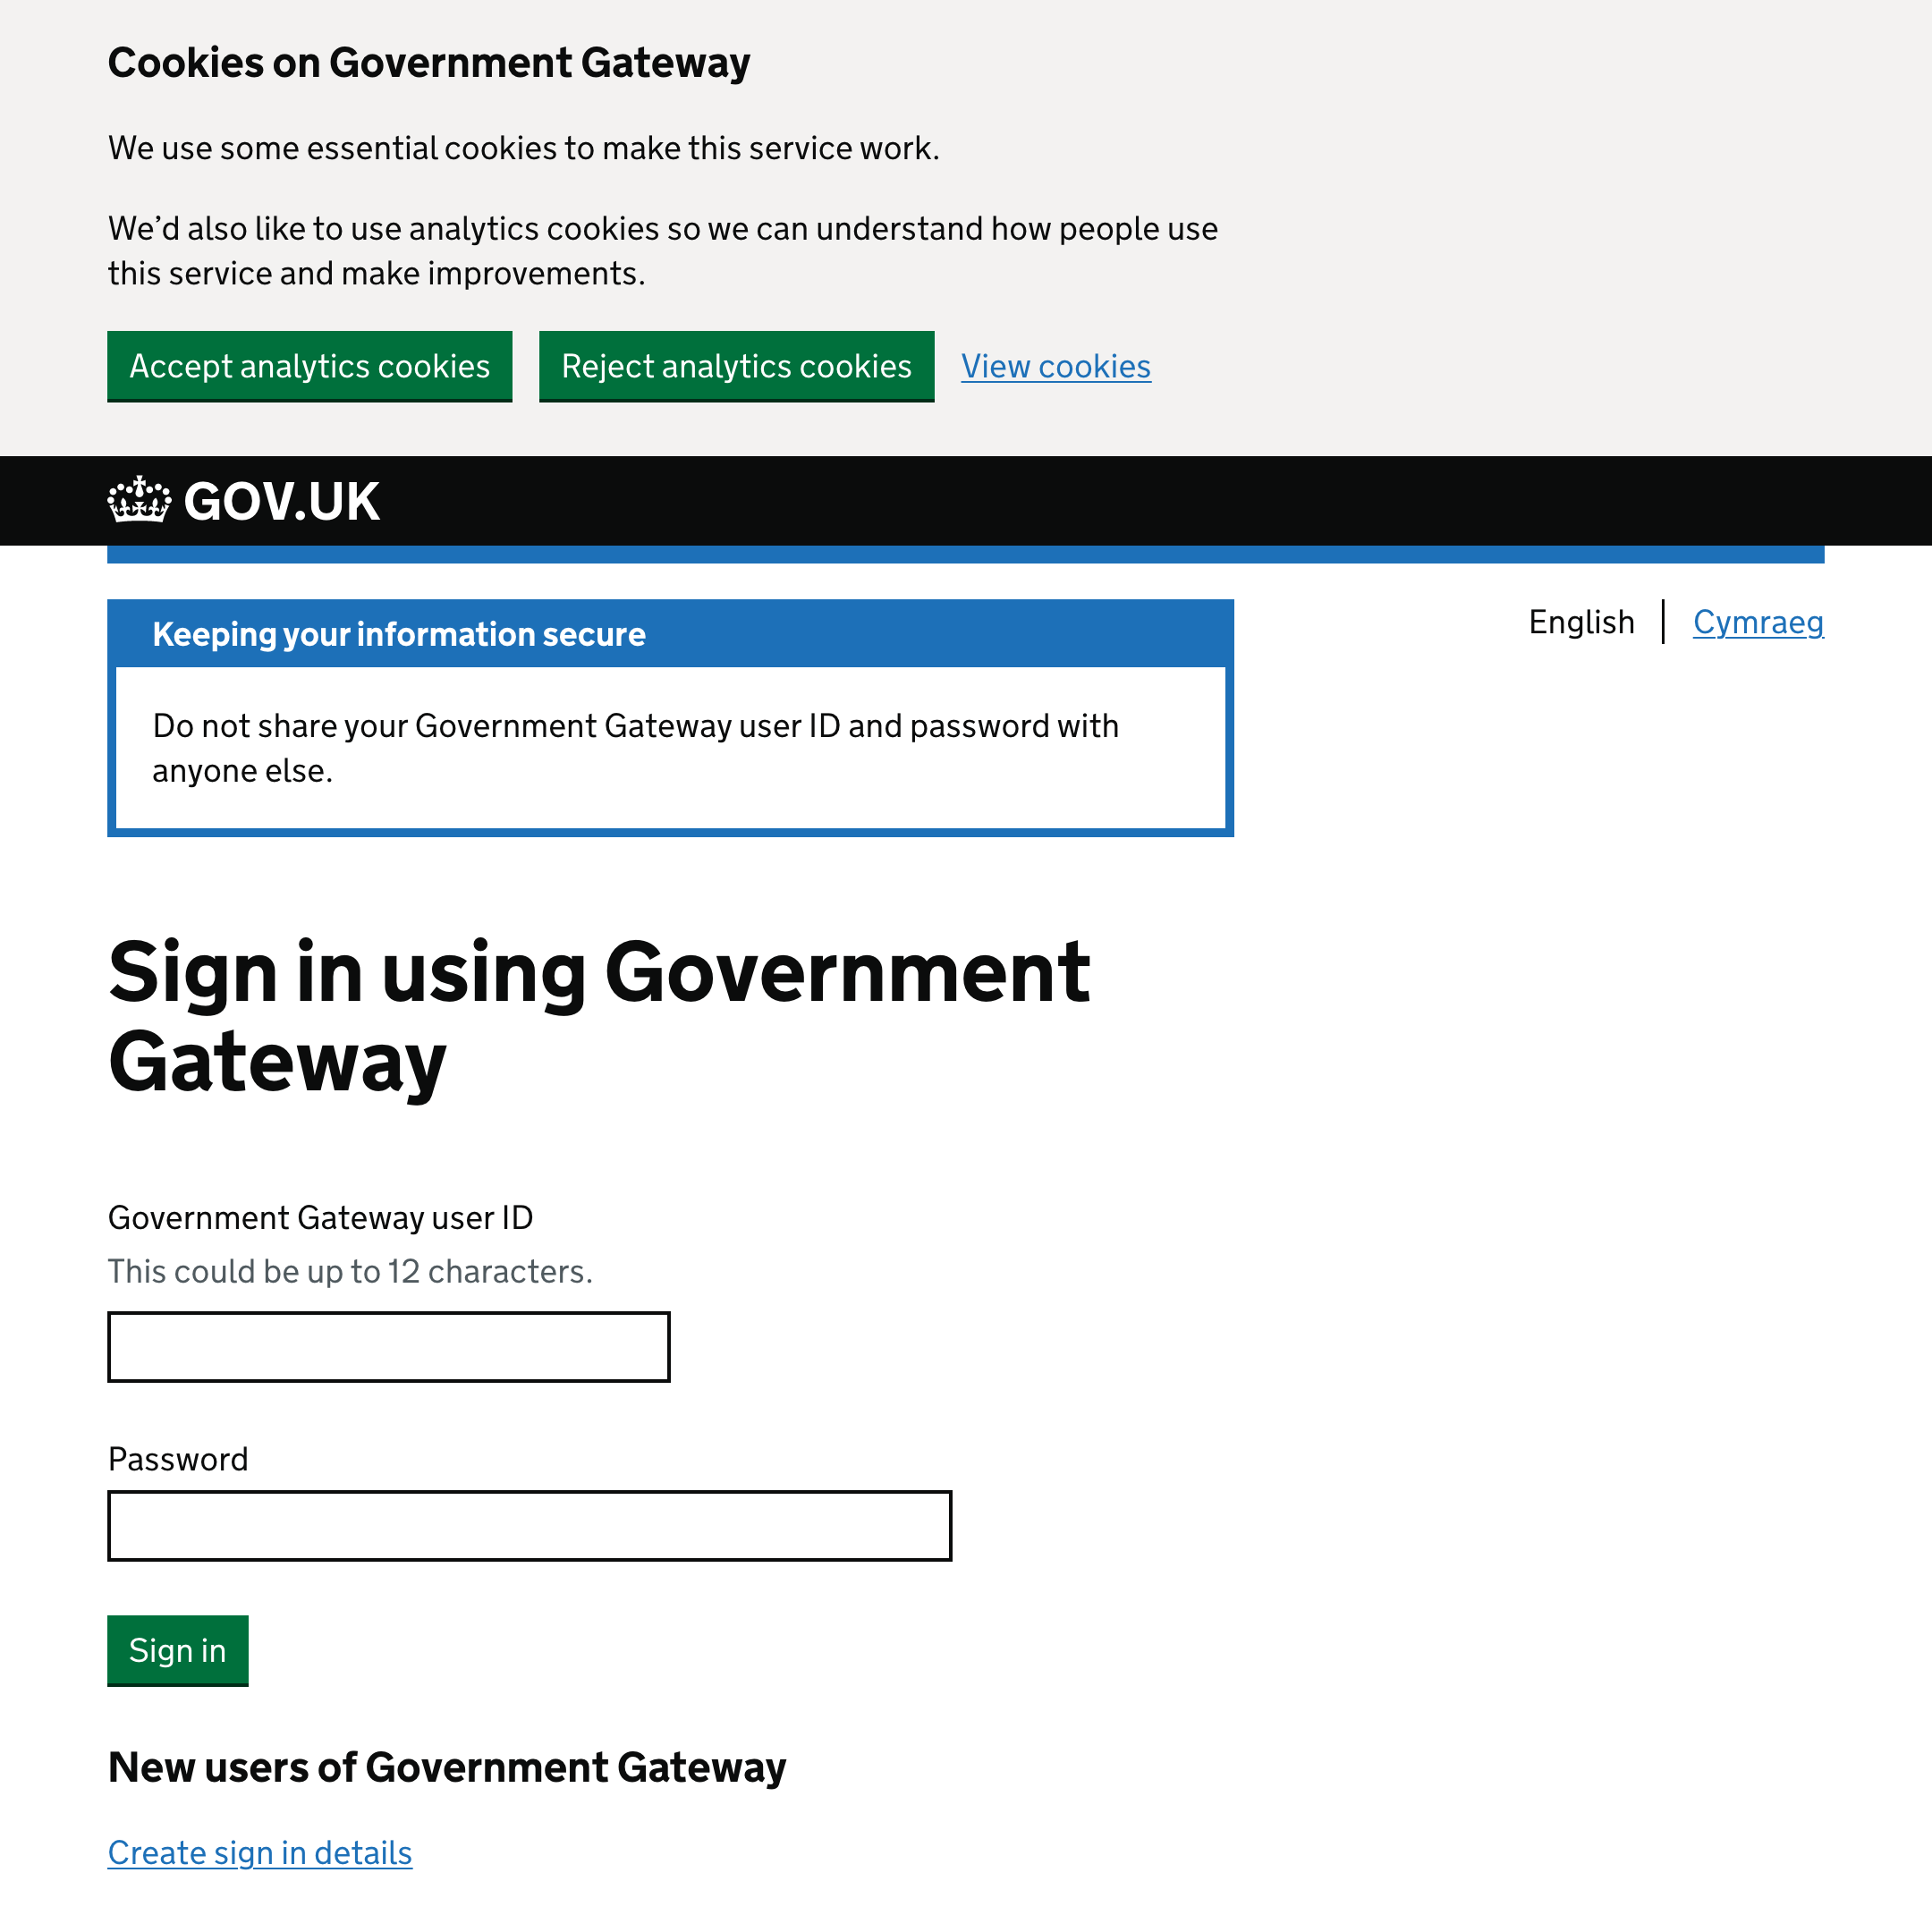 Cookies on Government Gateway
We use some essential cookies to make this service work.
We’d also like to use analytics cookies so we can understand how people use
this service and make improvements.
Accept analytics cookies
Reject analytics cookies
View cookies
GOV.UK
Keeping your information secure
English
Cymraeg
Do not share your Government Gateway user ID and password with
anyone else.
Sign in using Government
Gateway
Government Gateway user ID
This could be up to 12 characters.
Password
Sign in
New users of Government Gateway
Create sign in details